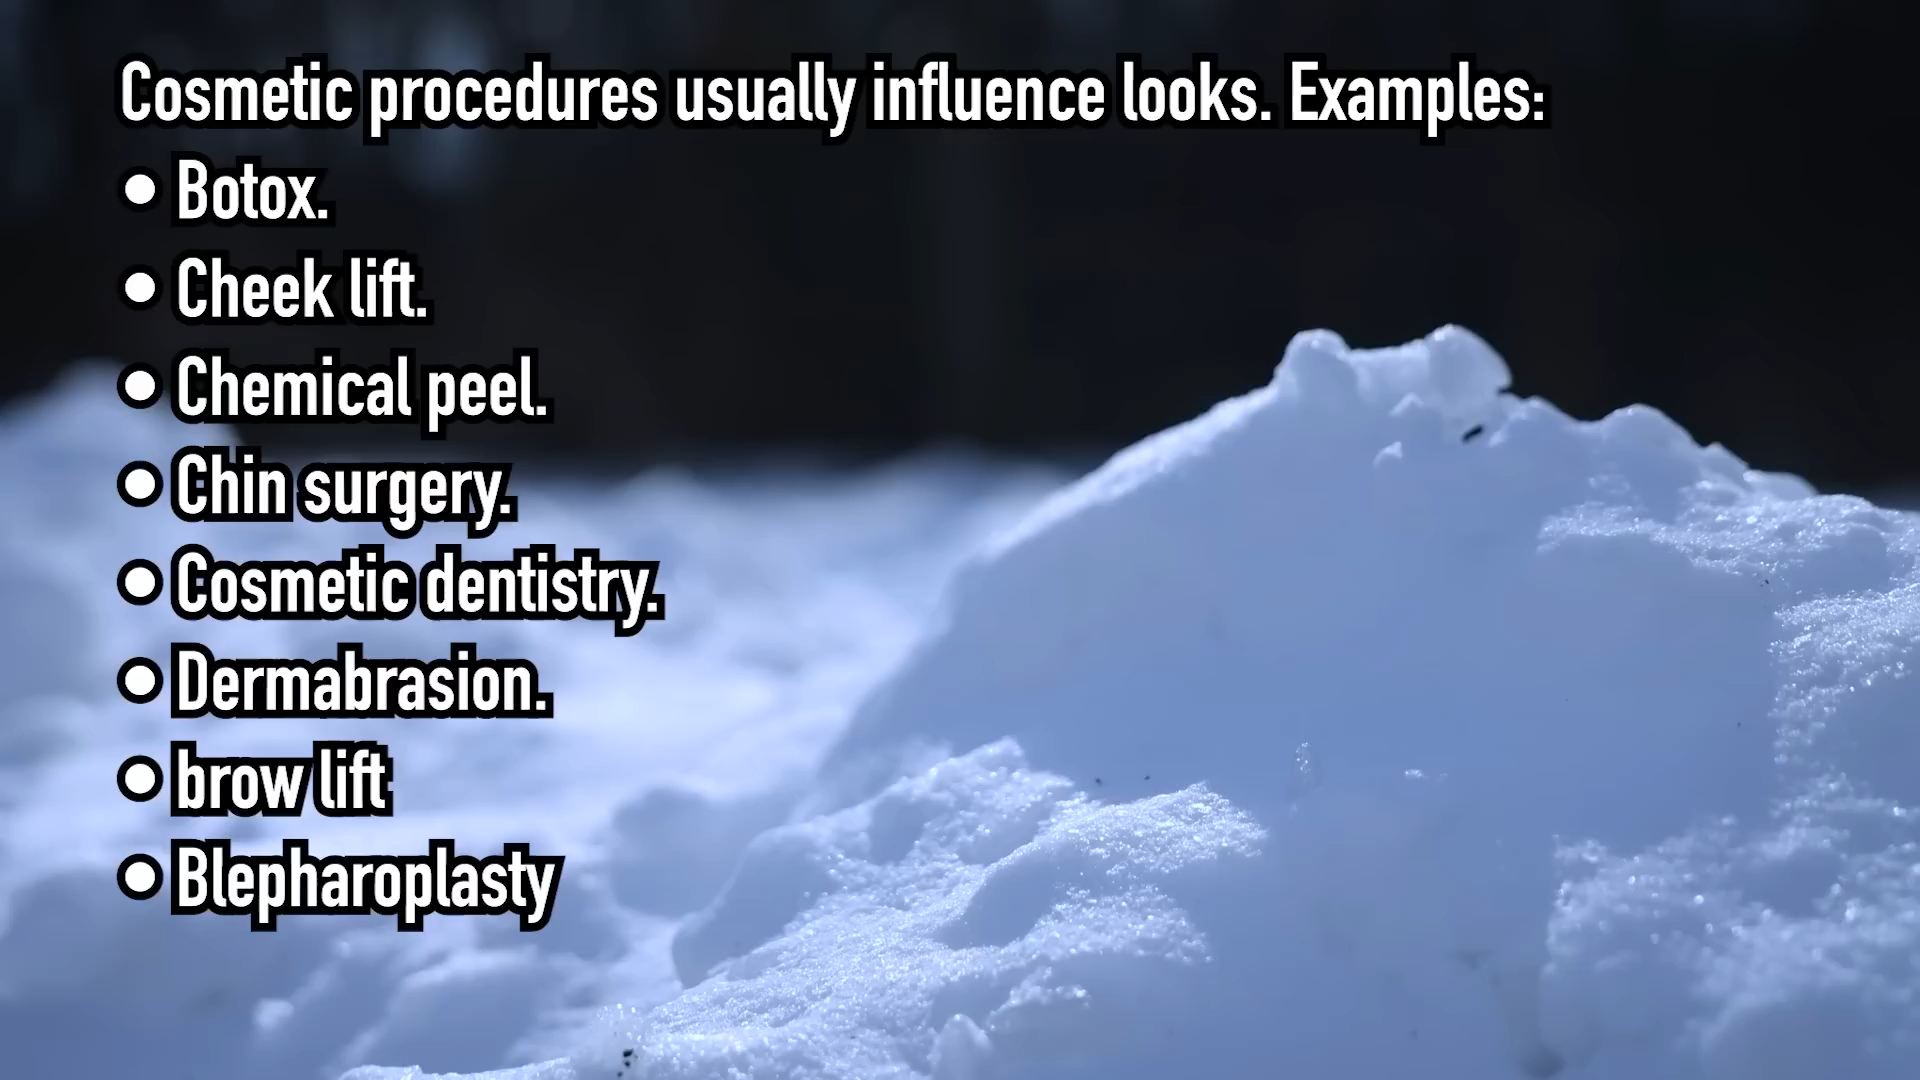 Cosmetic procedures usually influence looks. Examples:
• Botox.
• Cheek lift.
• Chemical peel.
• Chin surgery.
• Cosmetic dentistry.
• Dermabrasion.
• brow lift
• Blepharoplasty